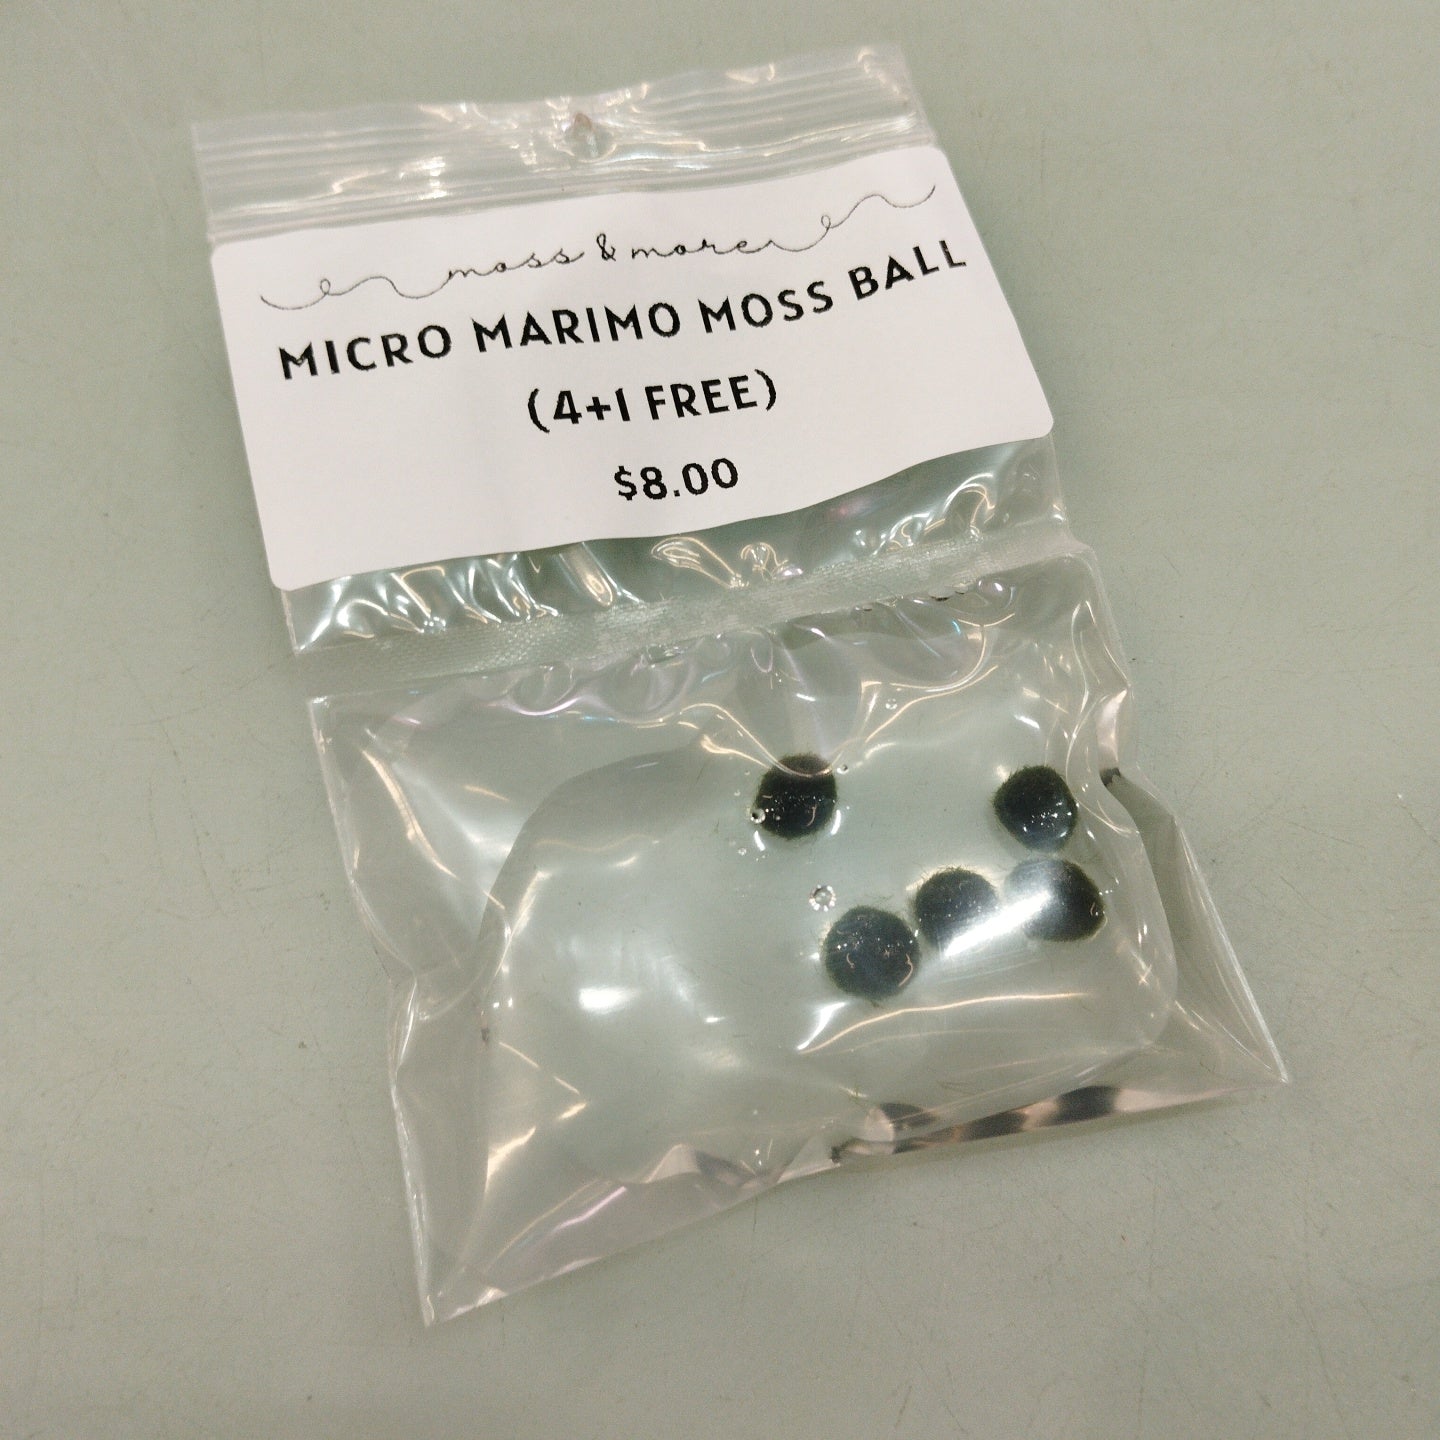 moss & more
MICRO MARIMO MOSS BALL
(4+1 FREE)
$8.00